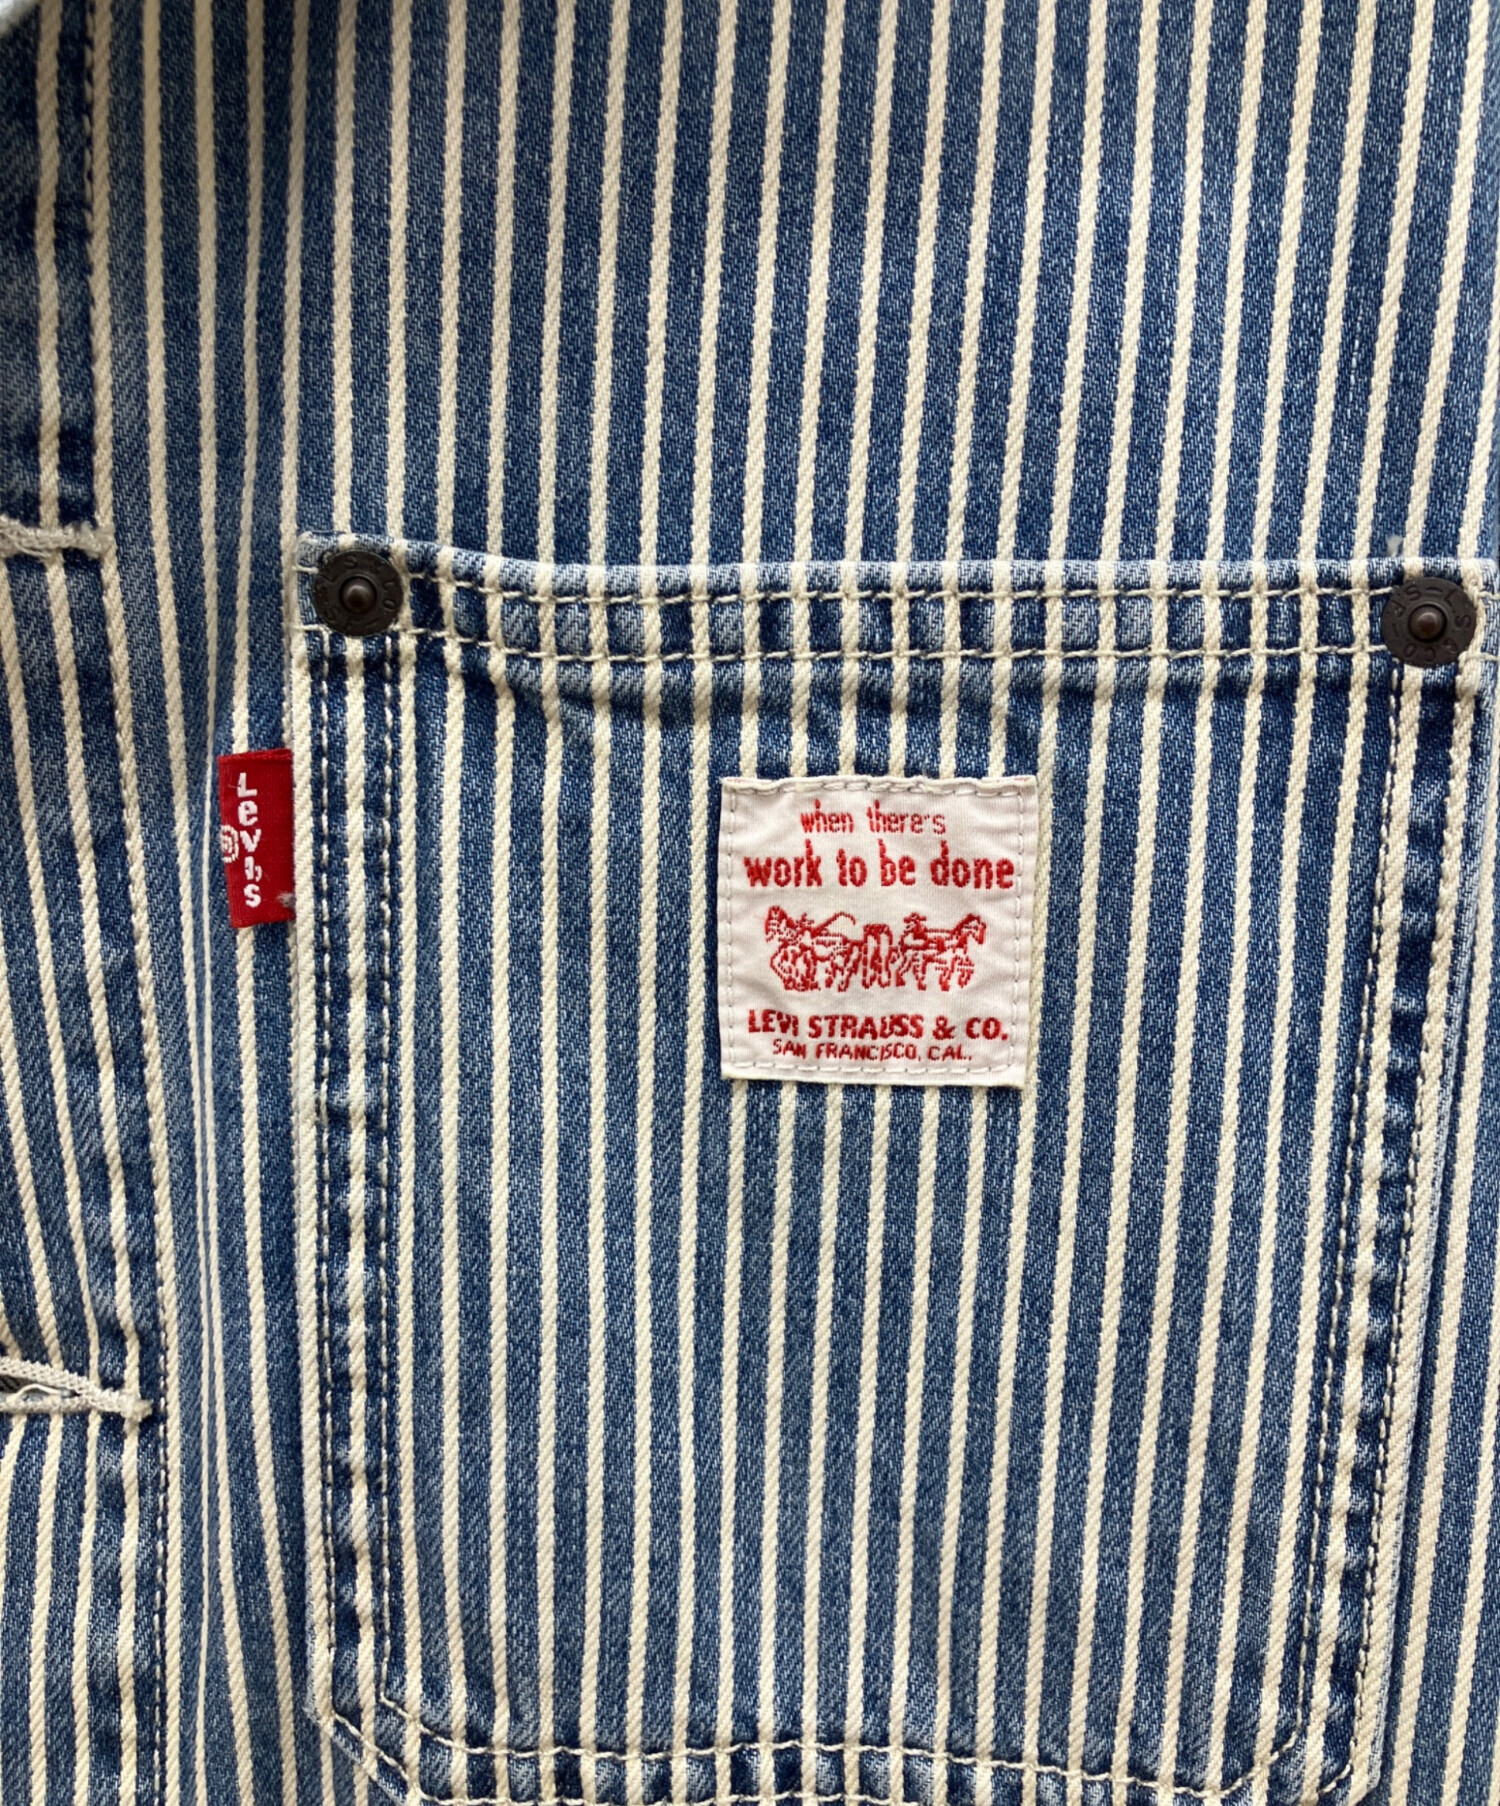 Levi's
when there's
work to be done
LEVI STRAUSS & CO.
SAN FRANCISCO, CAL.